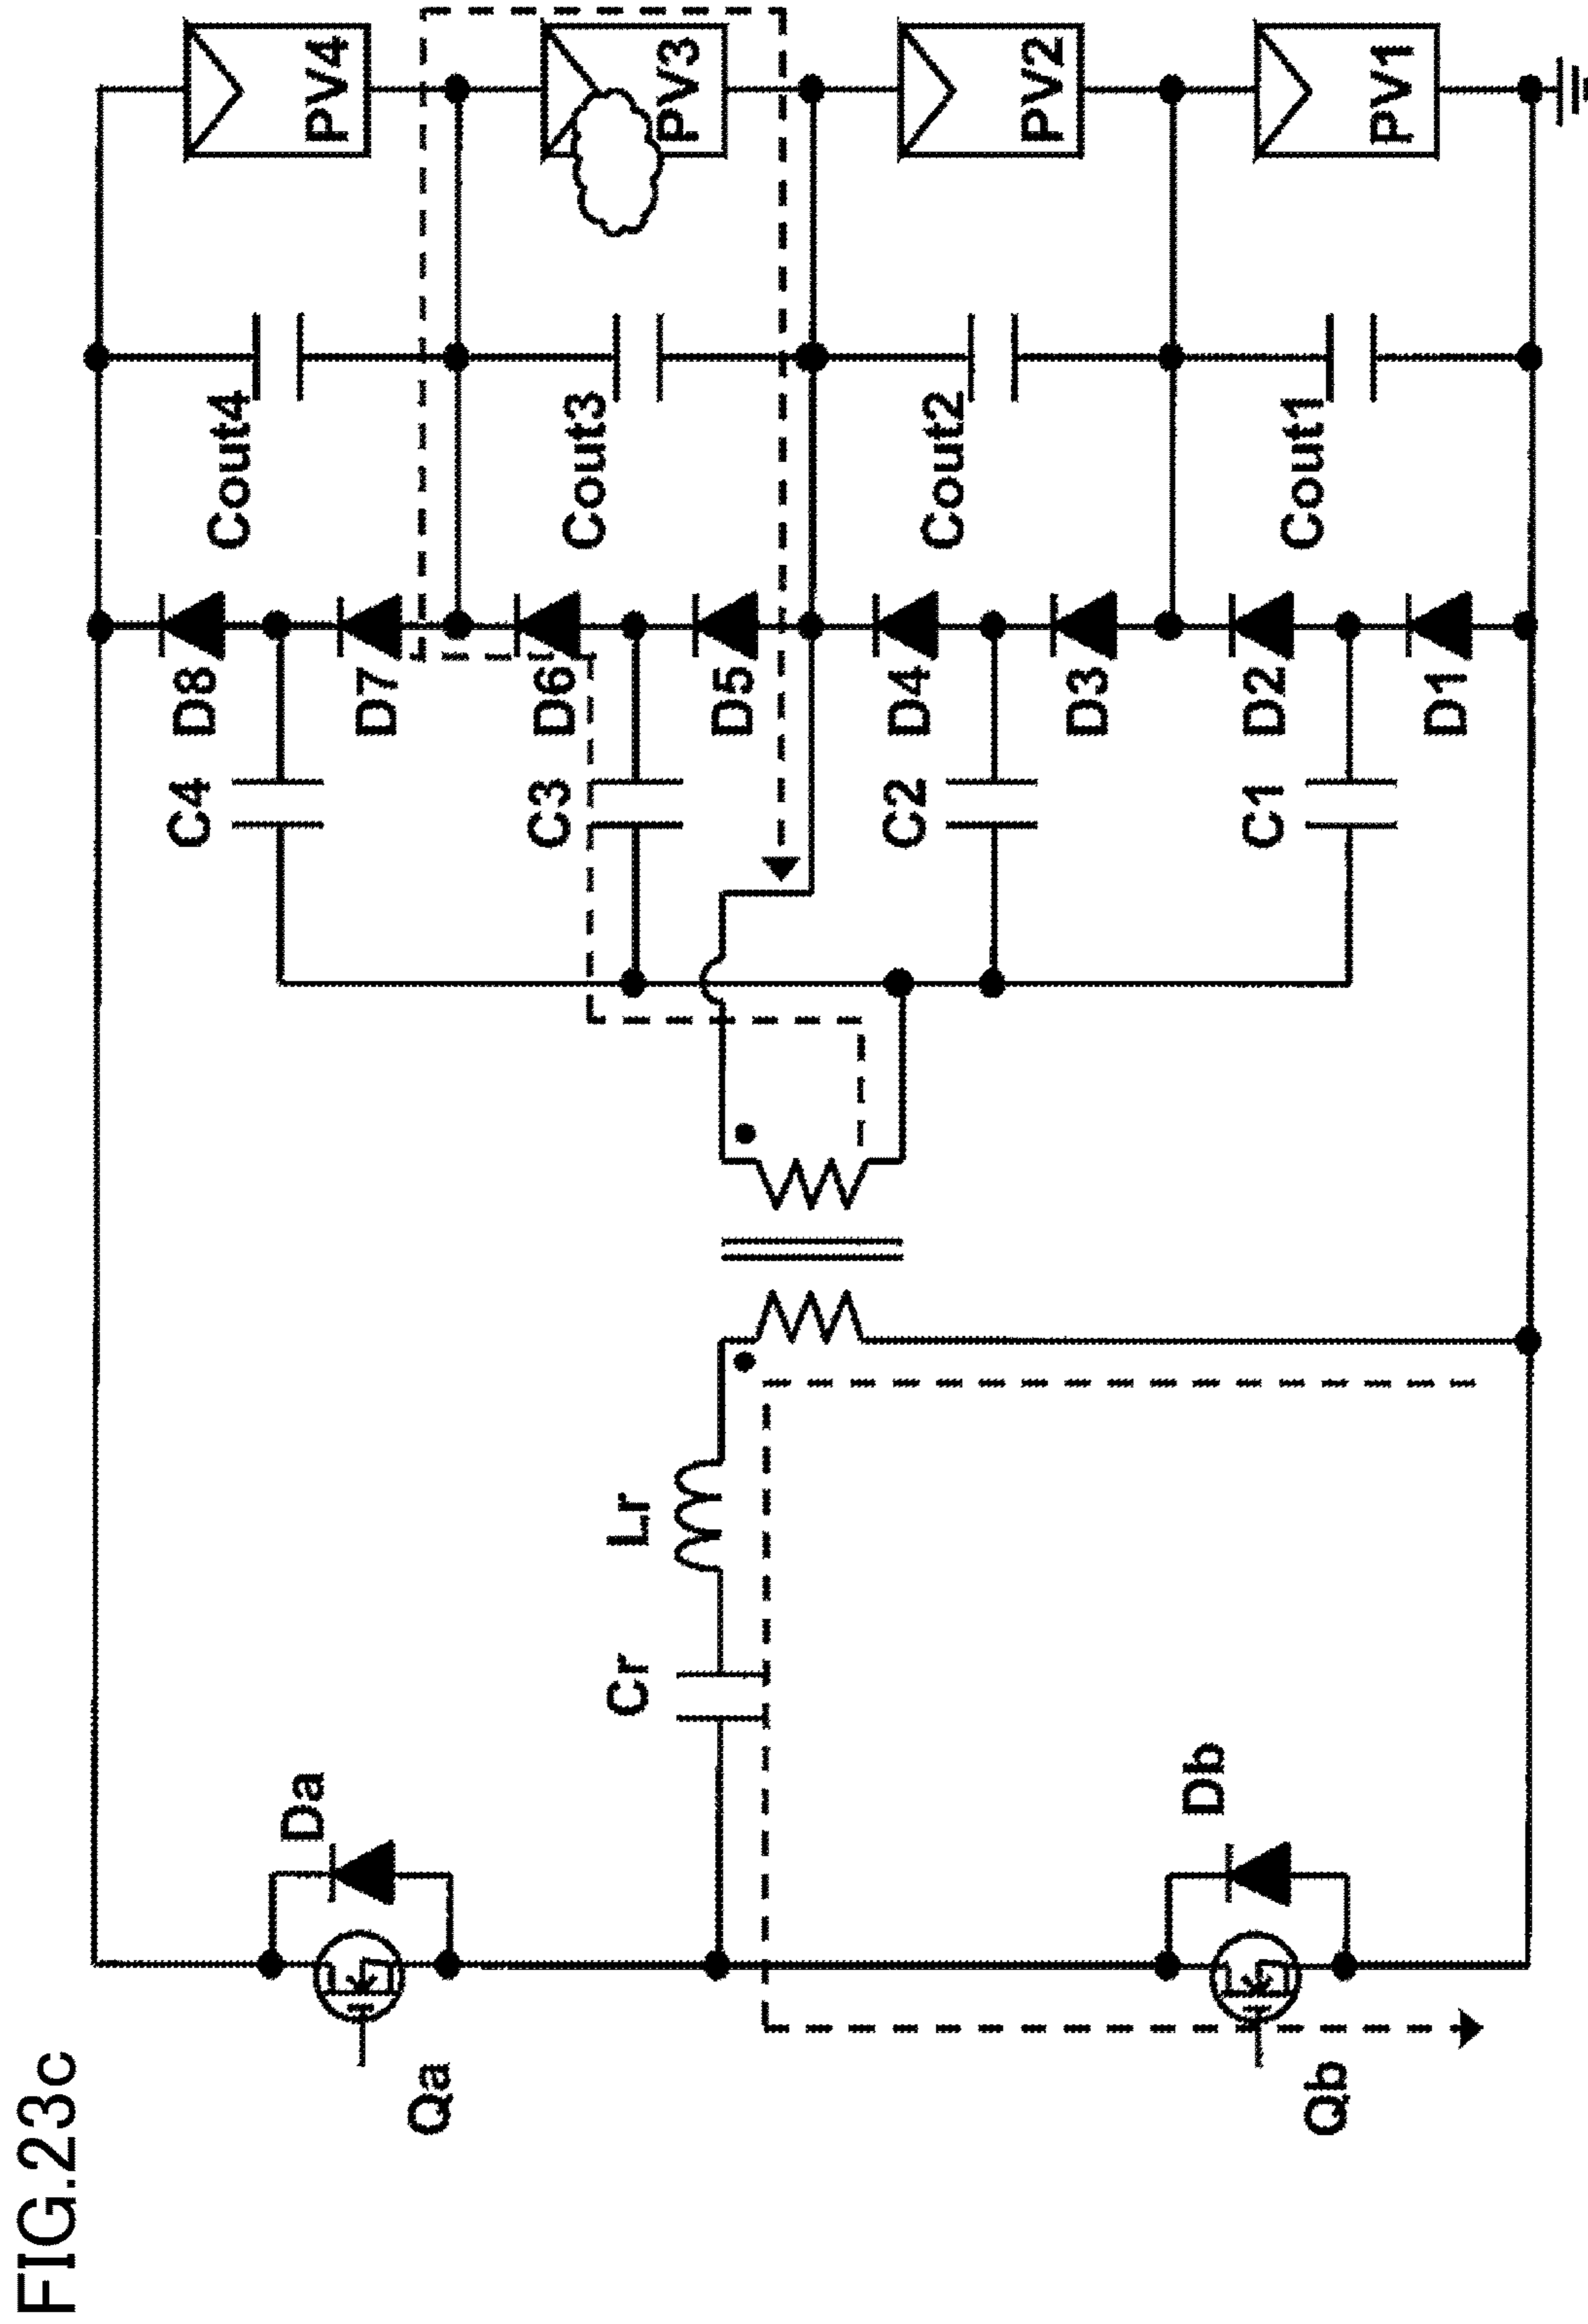 FIG.23c
Qa
Da
Qb
Db
Cr
Lr
C4
C3
C2
C1
D8
D7
D6
D5
D4
D3
D2
D1
Cout4
Cout3
Cout2
Cout1
PV4
PV3
PV2
PV1